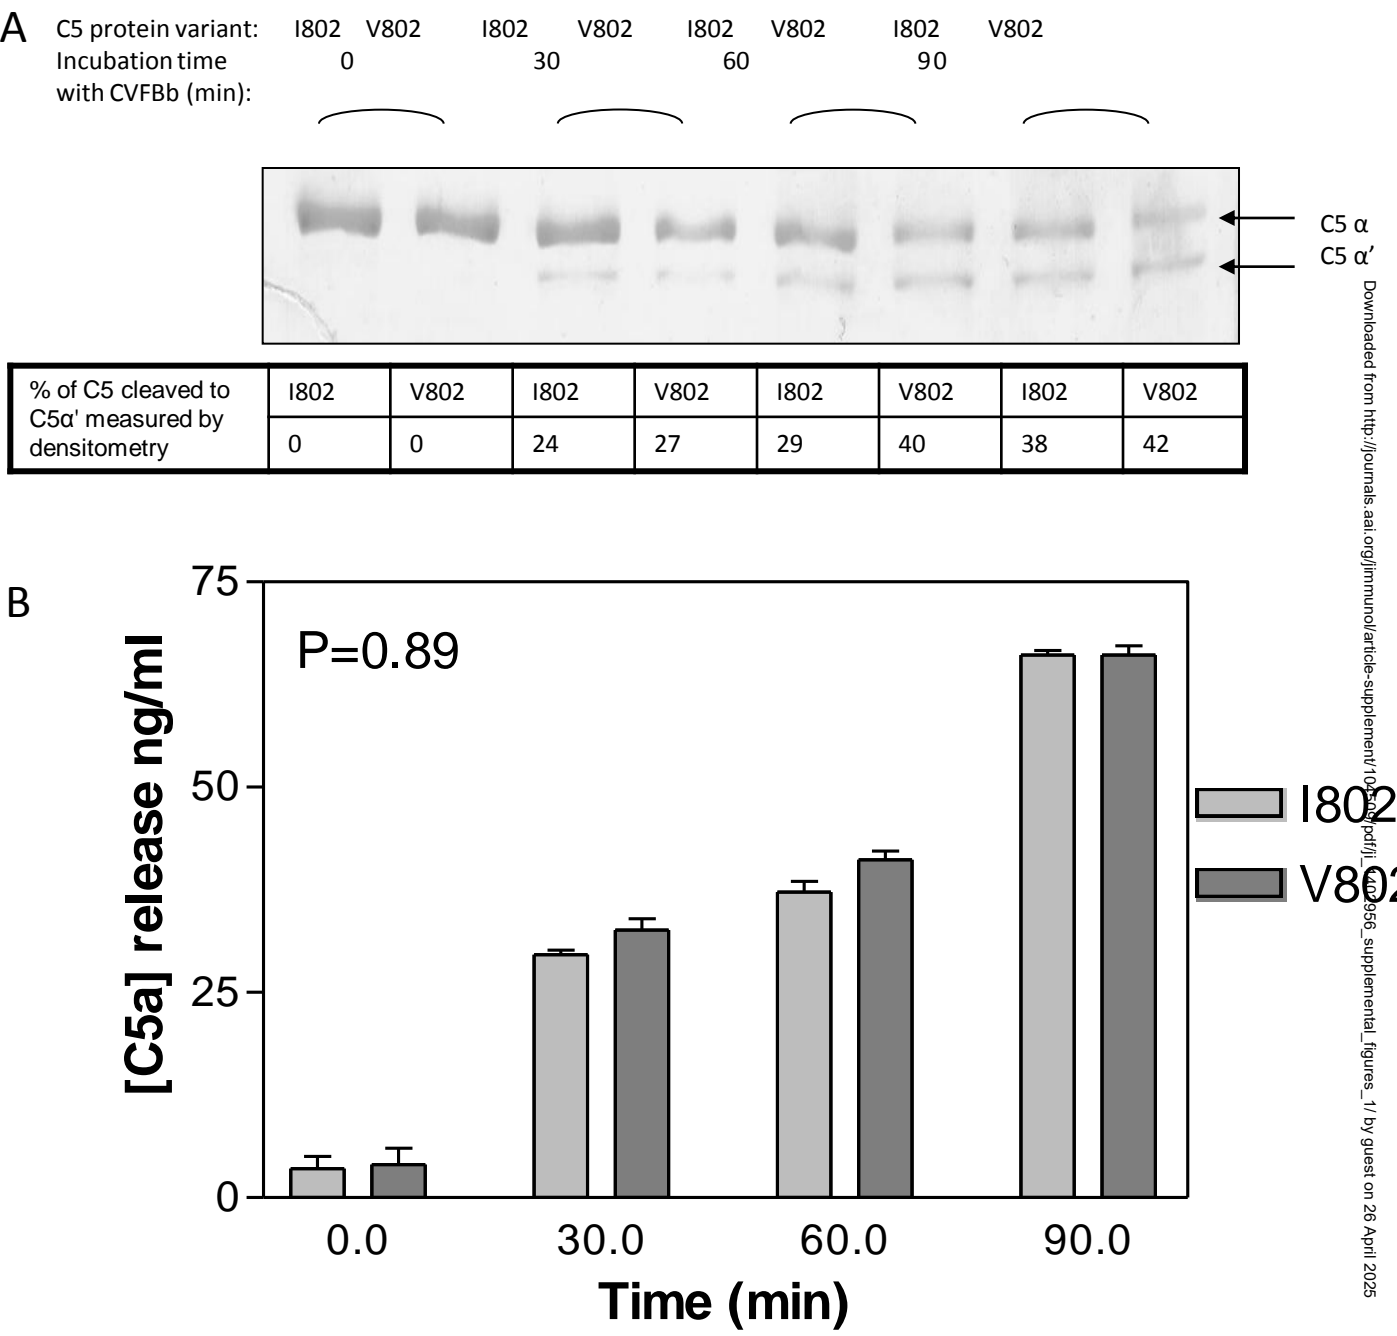 A
C5 protein variant: I802 V802 I802 V802 I802 V802 I802 V802
Incubation time 0 30 60 90
with CVFBb (min):
C5 α
C5 α’
% of C5 cleaved to
C5α' measured by
densitometry
I802 V802 I802 V802 I802 V802 I802 V802
0 0 24 27 29 40 38 42
B
P=0.89
[C5a] release ng/ml
75
50
25
0
0.0 30.0 60.0 90.0
Time (min)
I802
V802
Downloaded from http://journals.aai.org/jimmunol/article-supplement/104509/pdf/ji_1402956_supplemental_figures_1/ by guest on 26 April 2025